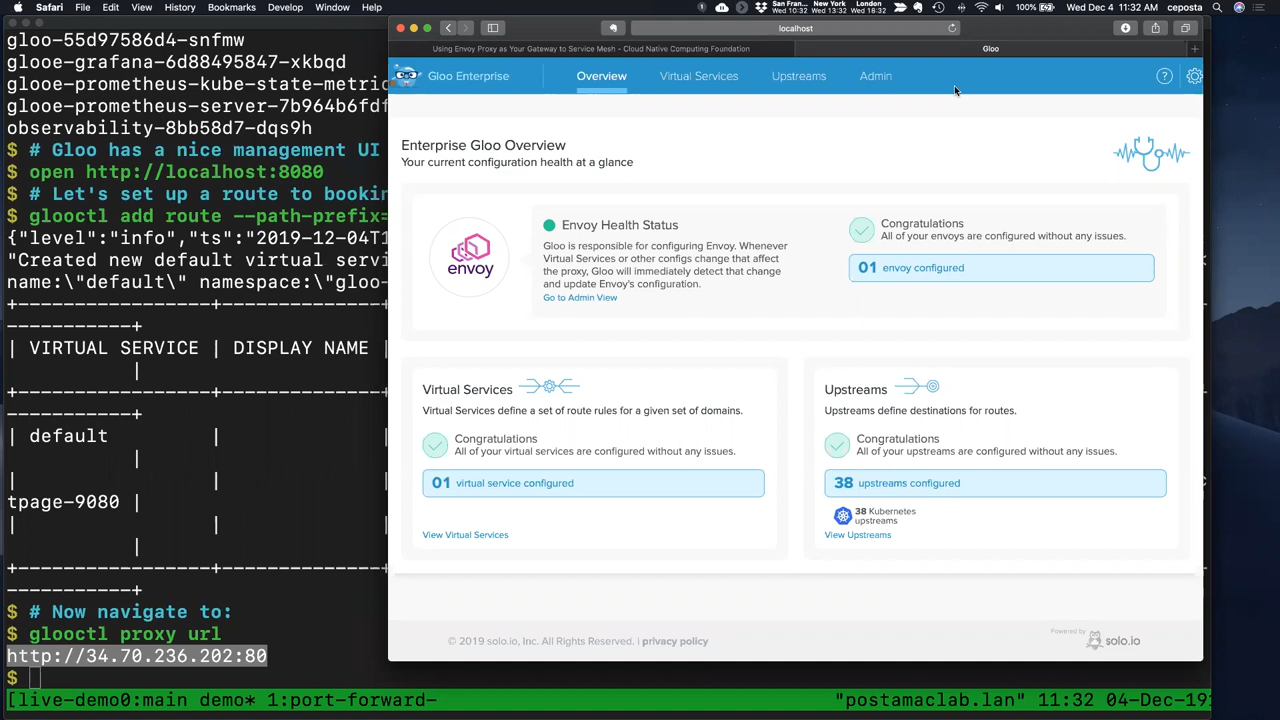 Safari File Edit View History Bookmarks Develop Window Help
San Fran… New York London
Wed 100% Wed Dec 4 11:32 AM ceposta
localhost
Using Envoy Proxy as Your Gateway to Service Mesh - Cloud Native Computing Foundation
Gloo
Gloo Enterprise
Overview
Virtual Services
Upstreams
Admin
?
Enterprise Gloo Overview
Your current configuration health at a glance
envoy
Envoy Health Status
Gloo is responsible for configuring Envoy. Whenever
Virtual Services or other configs change that affect
the proxy, Gloo will immediately detect that change
and update Envoy's configuration.
Go to Admin View
Congratulations
All of your envoys are configured without any issues.
01 envoy configured
Virtual Services
Virtual Services define a set of route rules for a given set of domains.
Congratulations
All of your virtual services are configured without any issues.
01 virtual service configured
View Virtual Services
Upstreams
Upstreams define destinations for routes.
Congratulations
All of your upstreams are configured without any issues.
38 upstreams configured
38 Kubernetes
upstreams
View Upstreams
© 2019 solo.io, Inc. All Rights Reserved. | privacy policy
Powered by
solo.io
gloo-55d97586d4-snfmw
glooe-grafana-6d88495847-xkbqd
glooe-prometheus-kube-state-metric
glooe-prometheus-server-7b964b6fdf
observability-8bb58d7-dqs9h
$ # Gloo has a nice management UI
$ open http://localhost:8080
$ # Let's set up a route to bookin
$ glooctl add route --path-prefix=
{"level":"info","ts":"2019-12-04T1
"Created new default virtual servi
name:\"default\" namespace:\"gloo-
| VIRTUAL SERVICE | DISPLAY NAME |
| default | |
tpage-9080 |
$ # Now navigate to:
$ glooctl proxy url
http://34.70.236.202:80
$
[live-demo0:main demo* 1:port-forward- "postamaclab.lan" 11:32 04-Dec-19